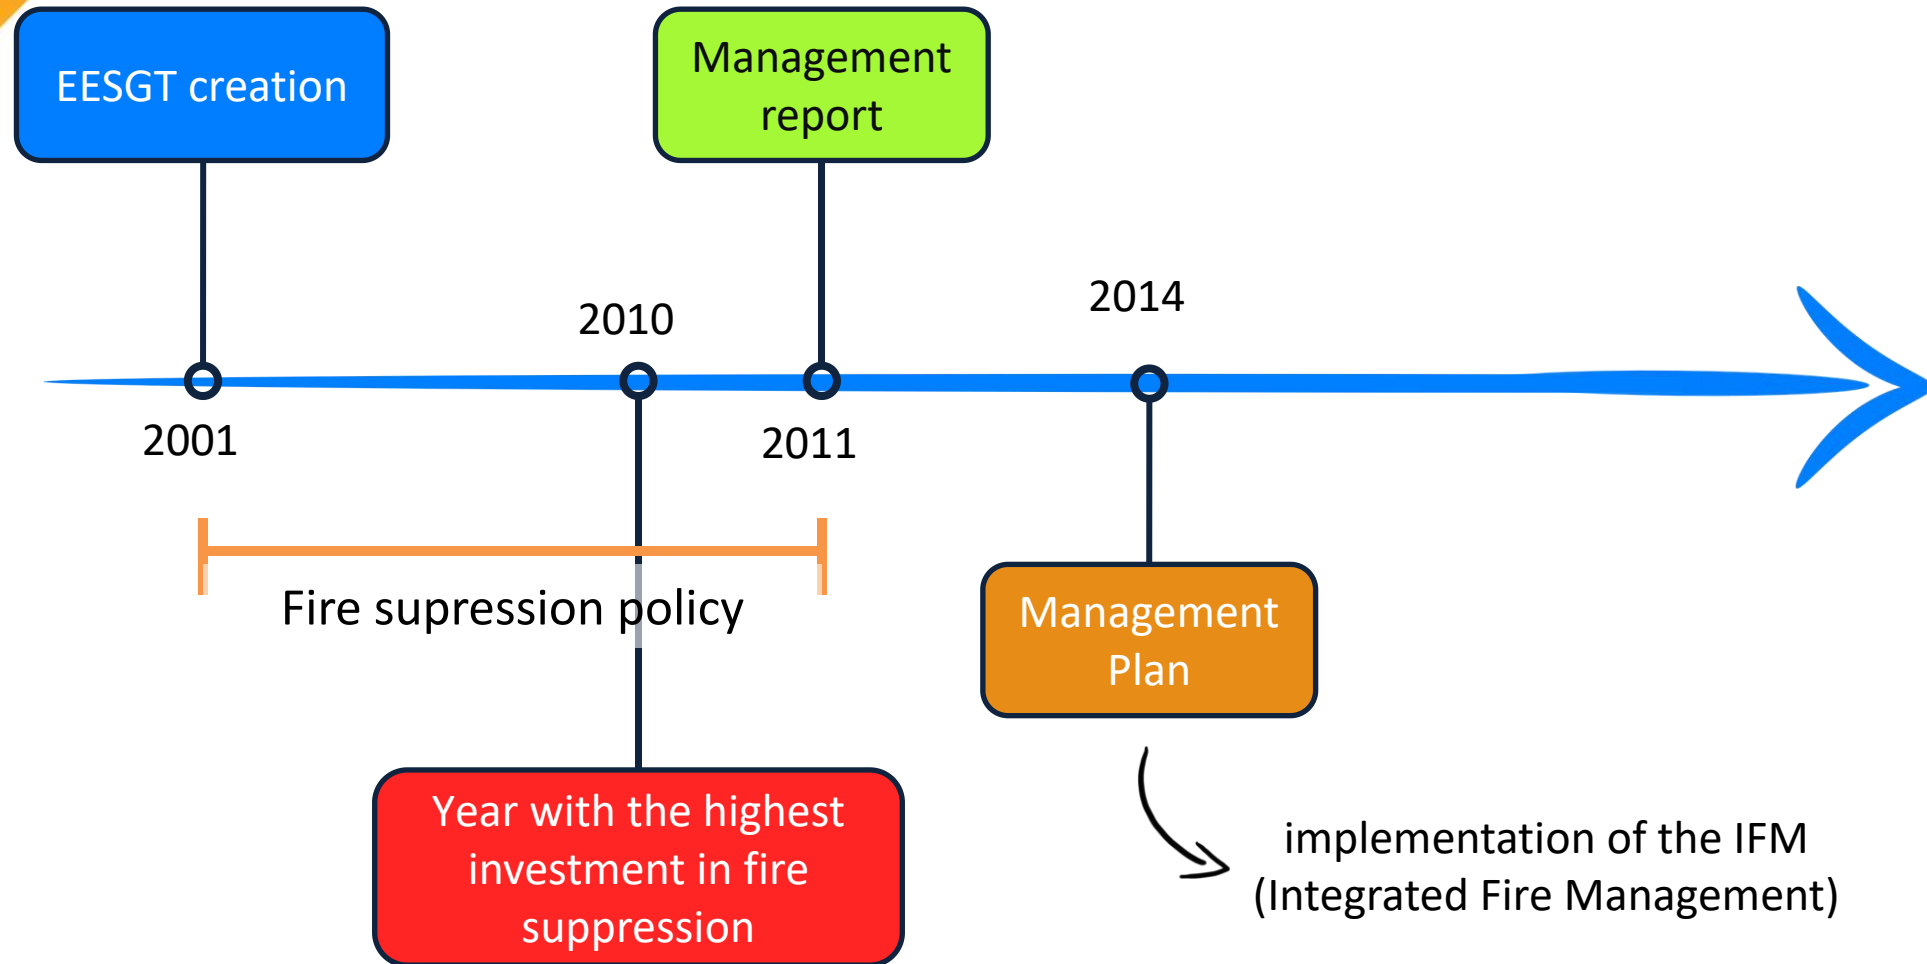 EESGT creation
Management
report
2010
2014
2001
2011
Fire supression policy
Management
Plan
Year with the highest
investment in fire
suppression
implementation of the IFM
(Integrated Fire Management)